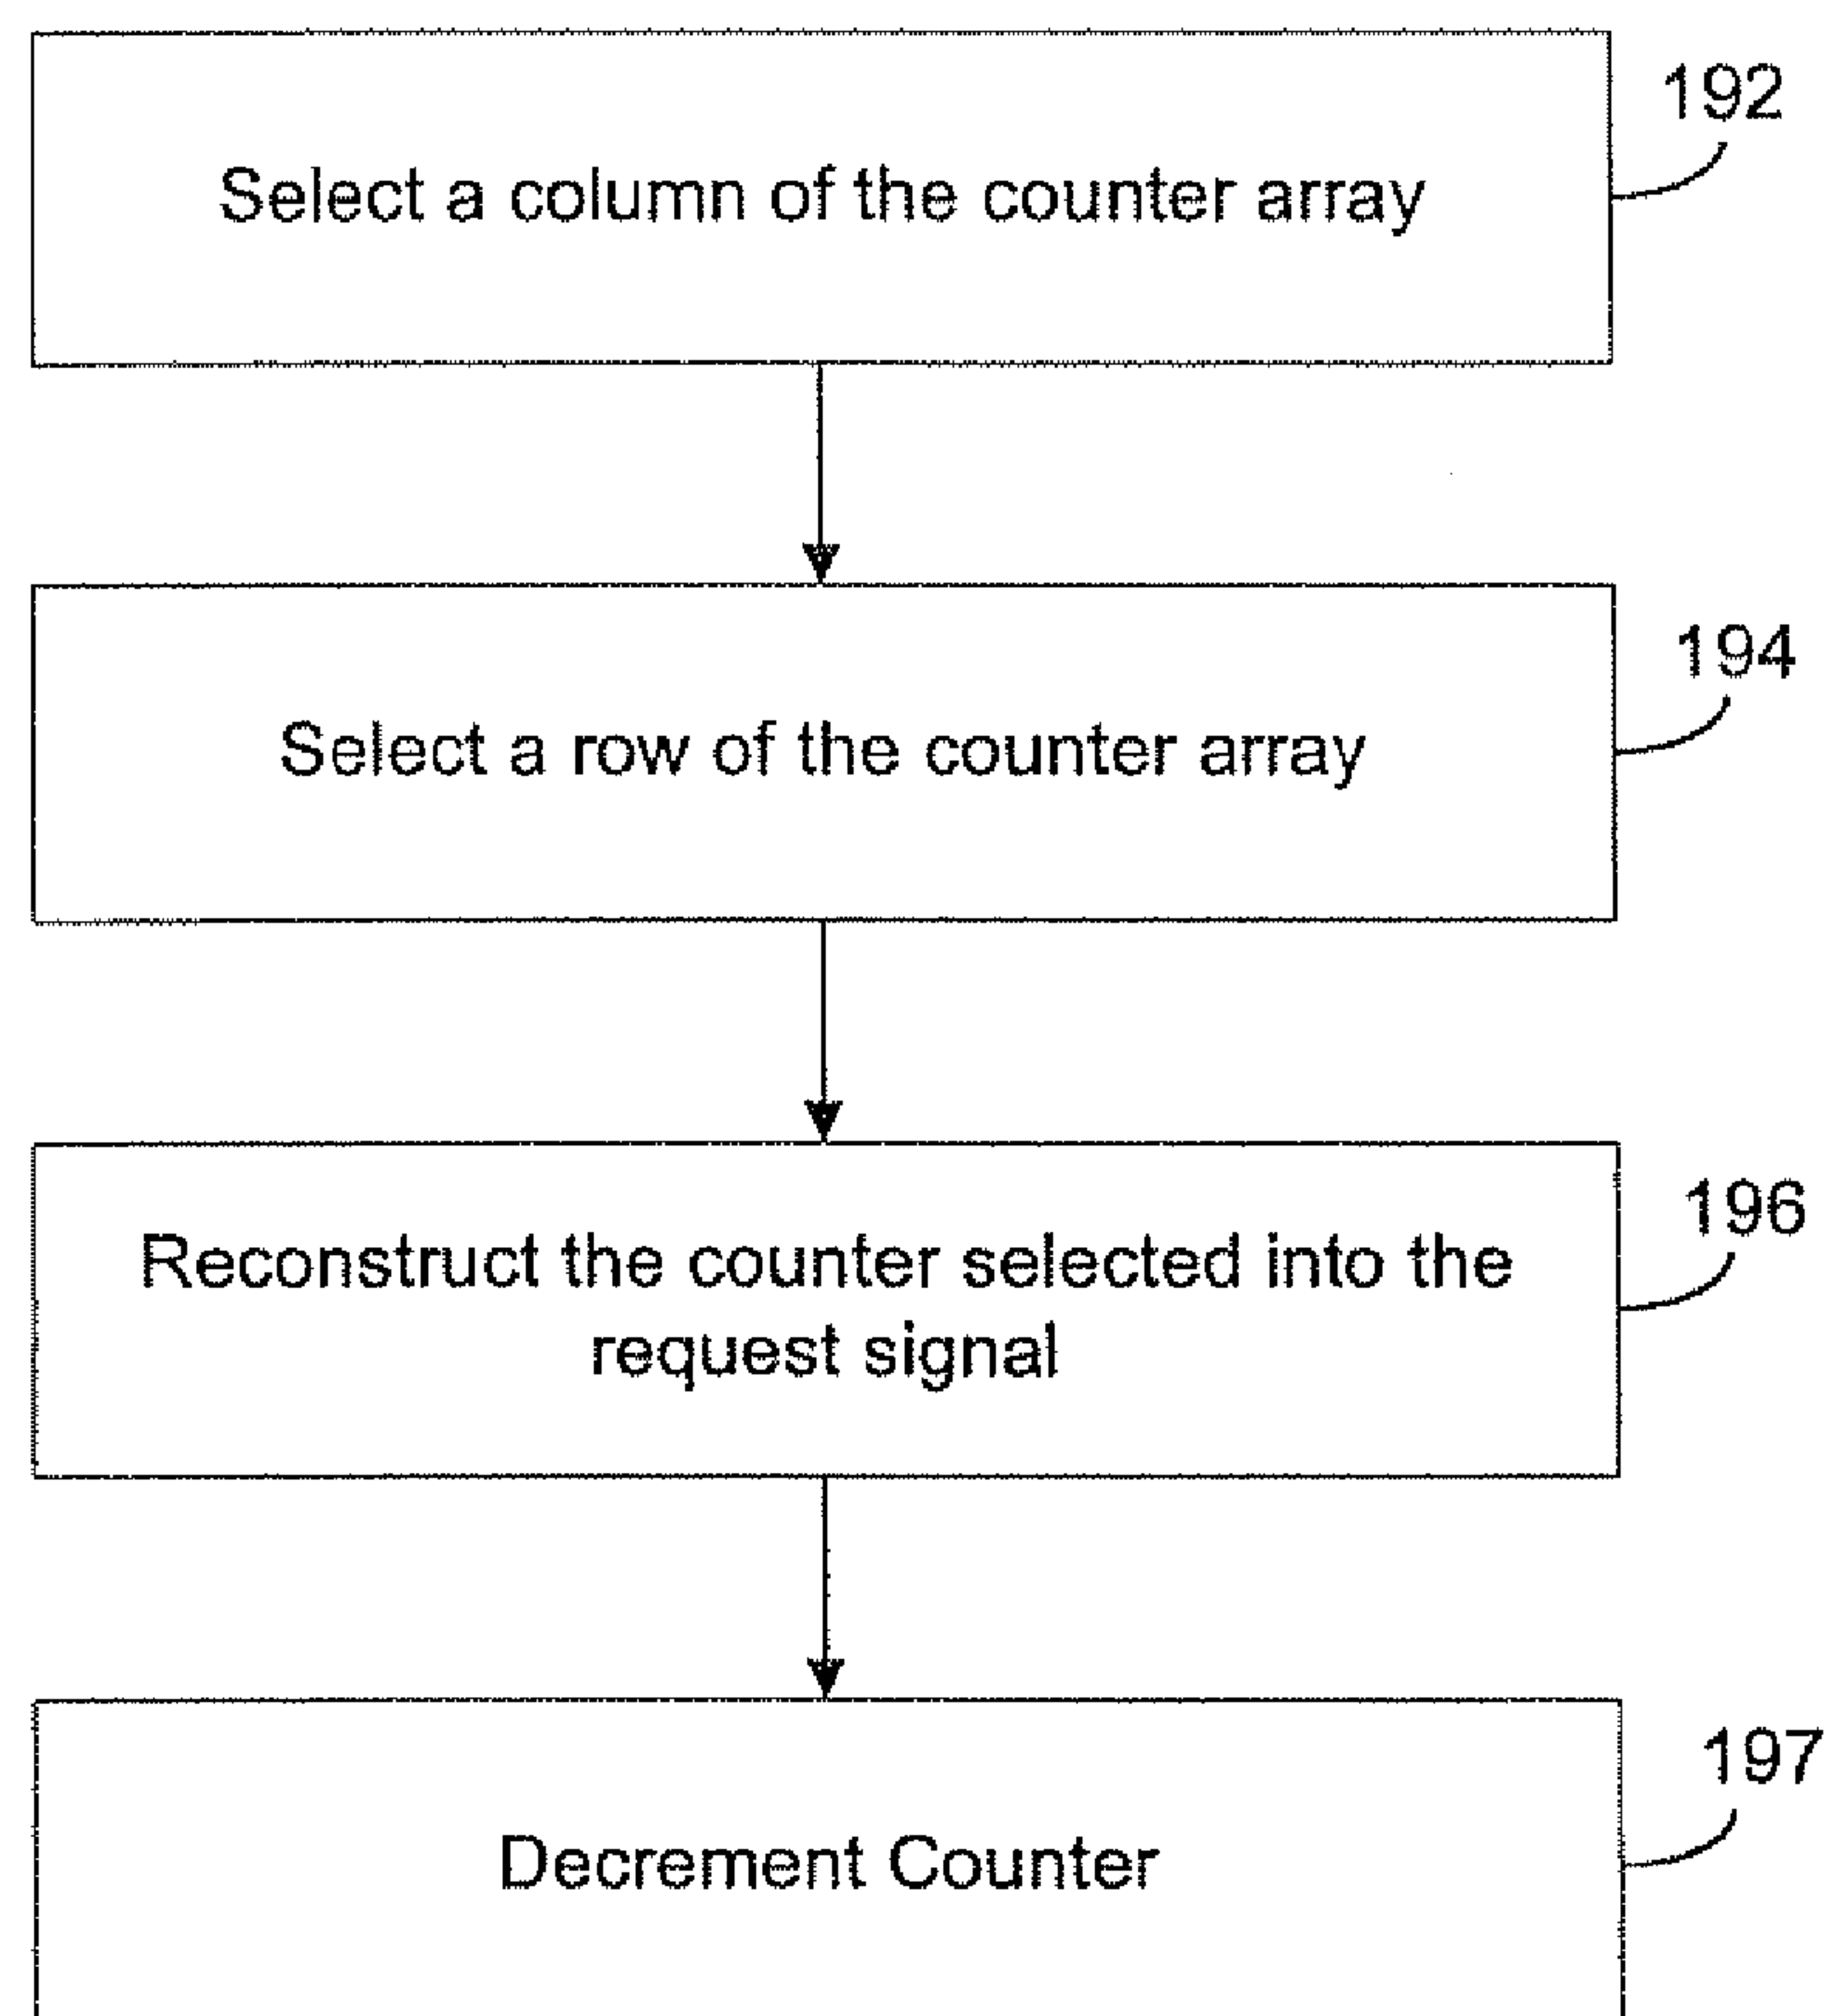 192
Select a column of the counter array
194
Select a row of the counter array
196
Reconstruct the counter selected into the
request signal
197
Decrement Counter